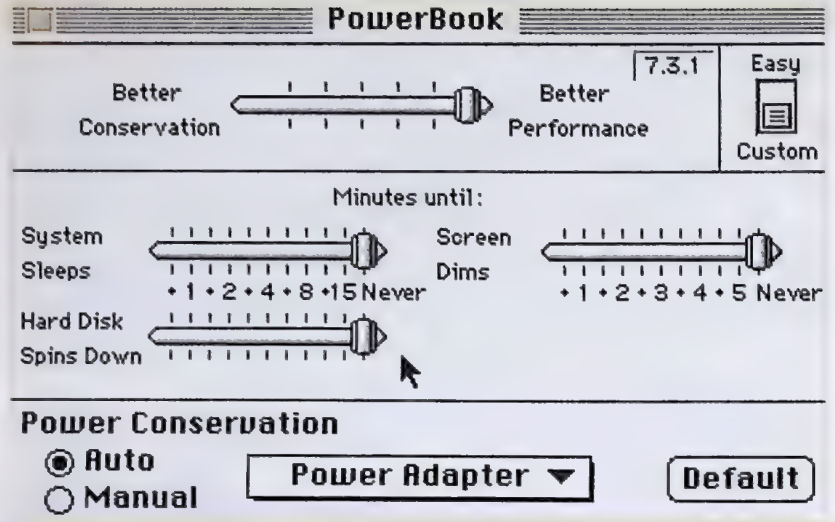 PowerBook
7.3.1
Easy
Custom
Better
Conservation
Better
Performance
Minutes until:
System
Sleeps
• 1 • 2 • 4 • 8 •15 Never
Screen
Dims
• 1 • 2 • 3 • 4 • 5 Never
Hard Disk
Spins Down
Power Conservation
Auto
Manual
Power Adapter
Default